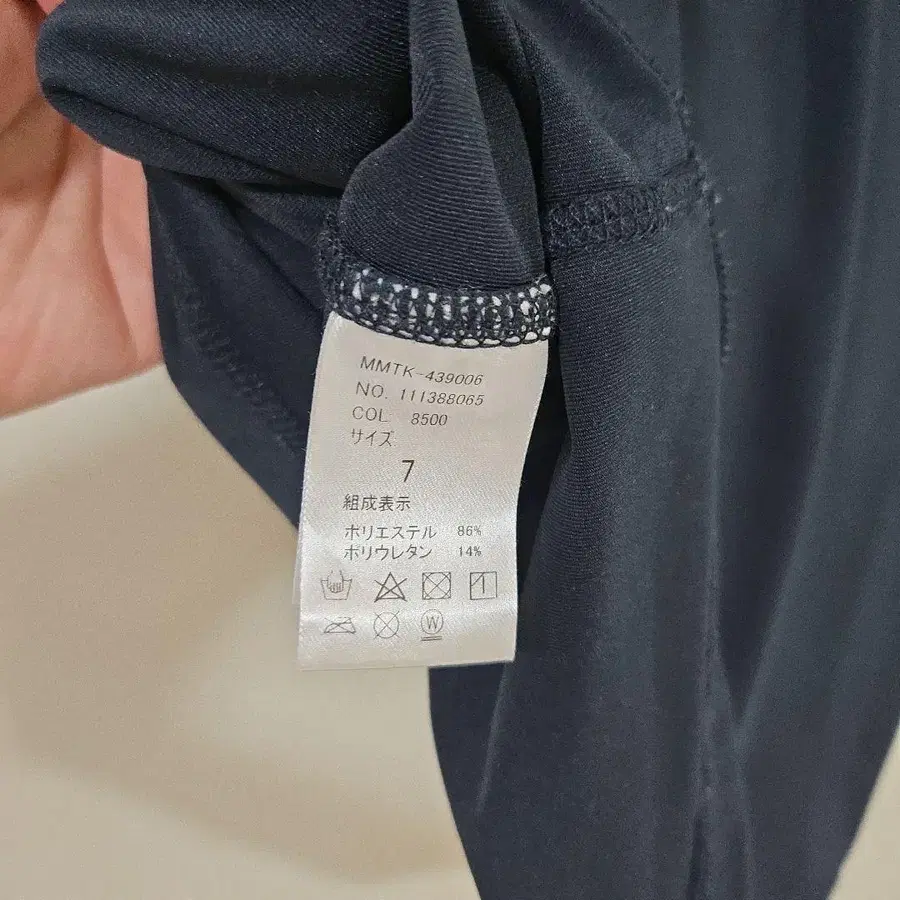 MMTK-439006
NO. 111388065
COL 8500
サイズ
7
組成表示
ポリエステル 86%
ポリウレタン 14%
W